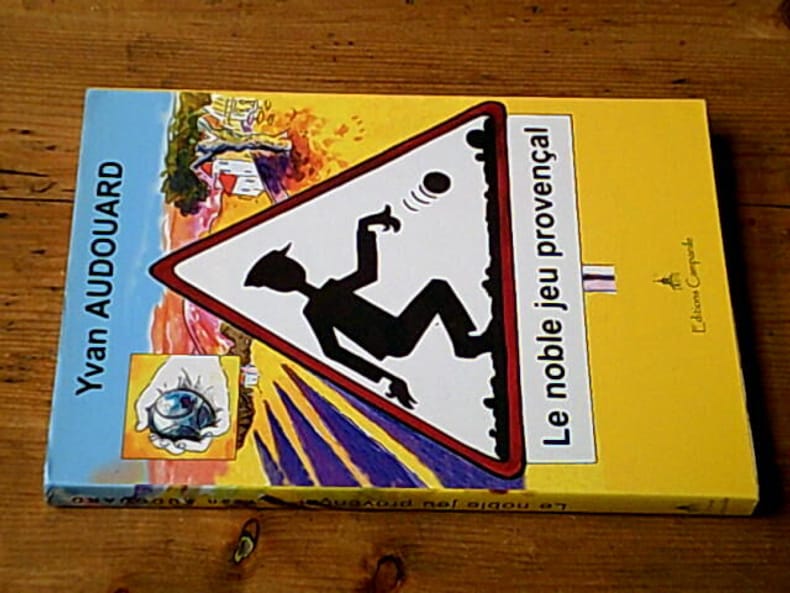 Yvan AUDOUARD
Le noble jeu provençal
Editions Campanile
Le noble jeu provençal Yvan AUDOUARD